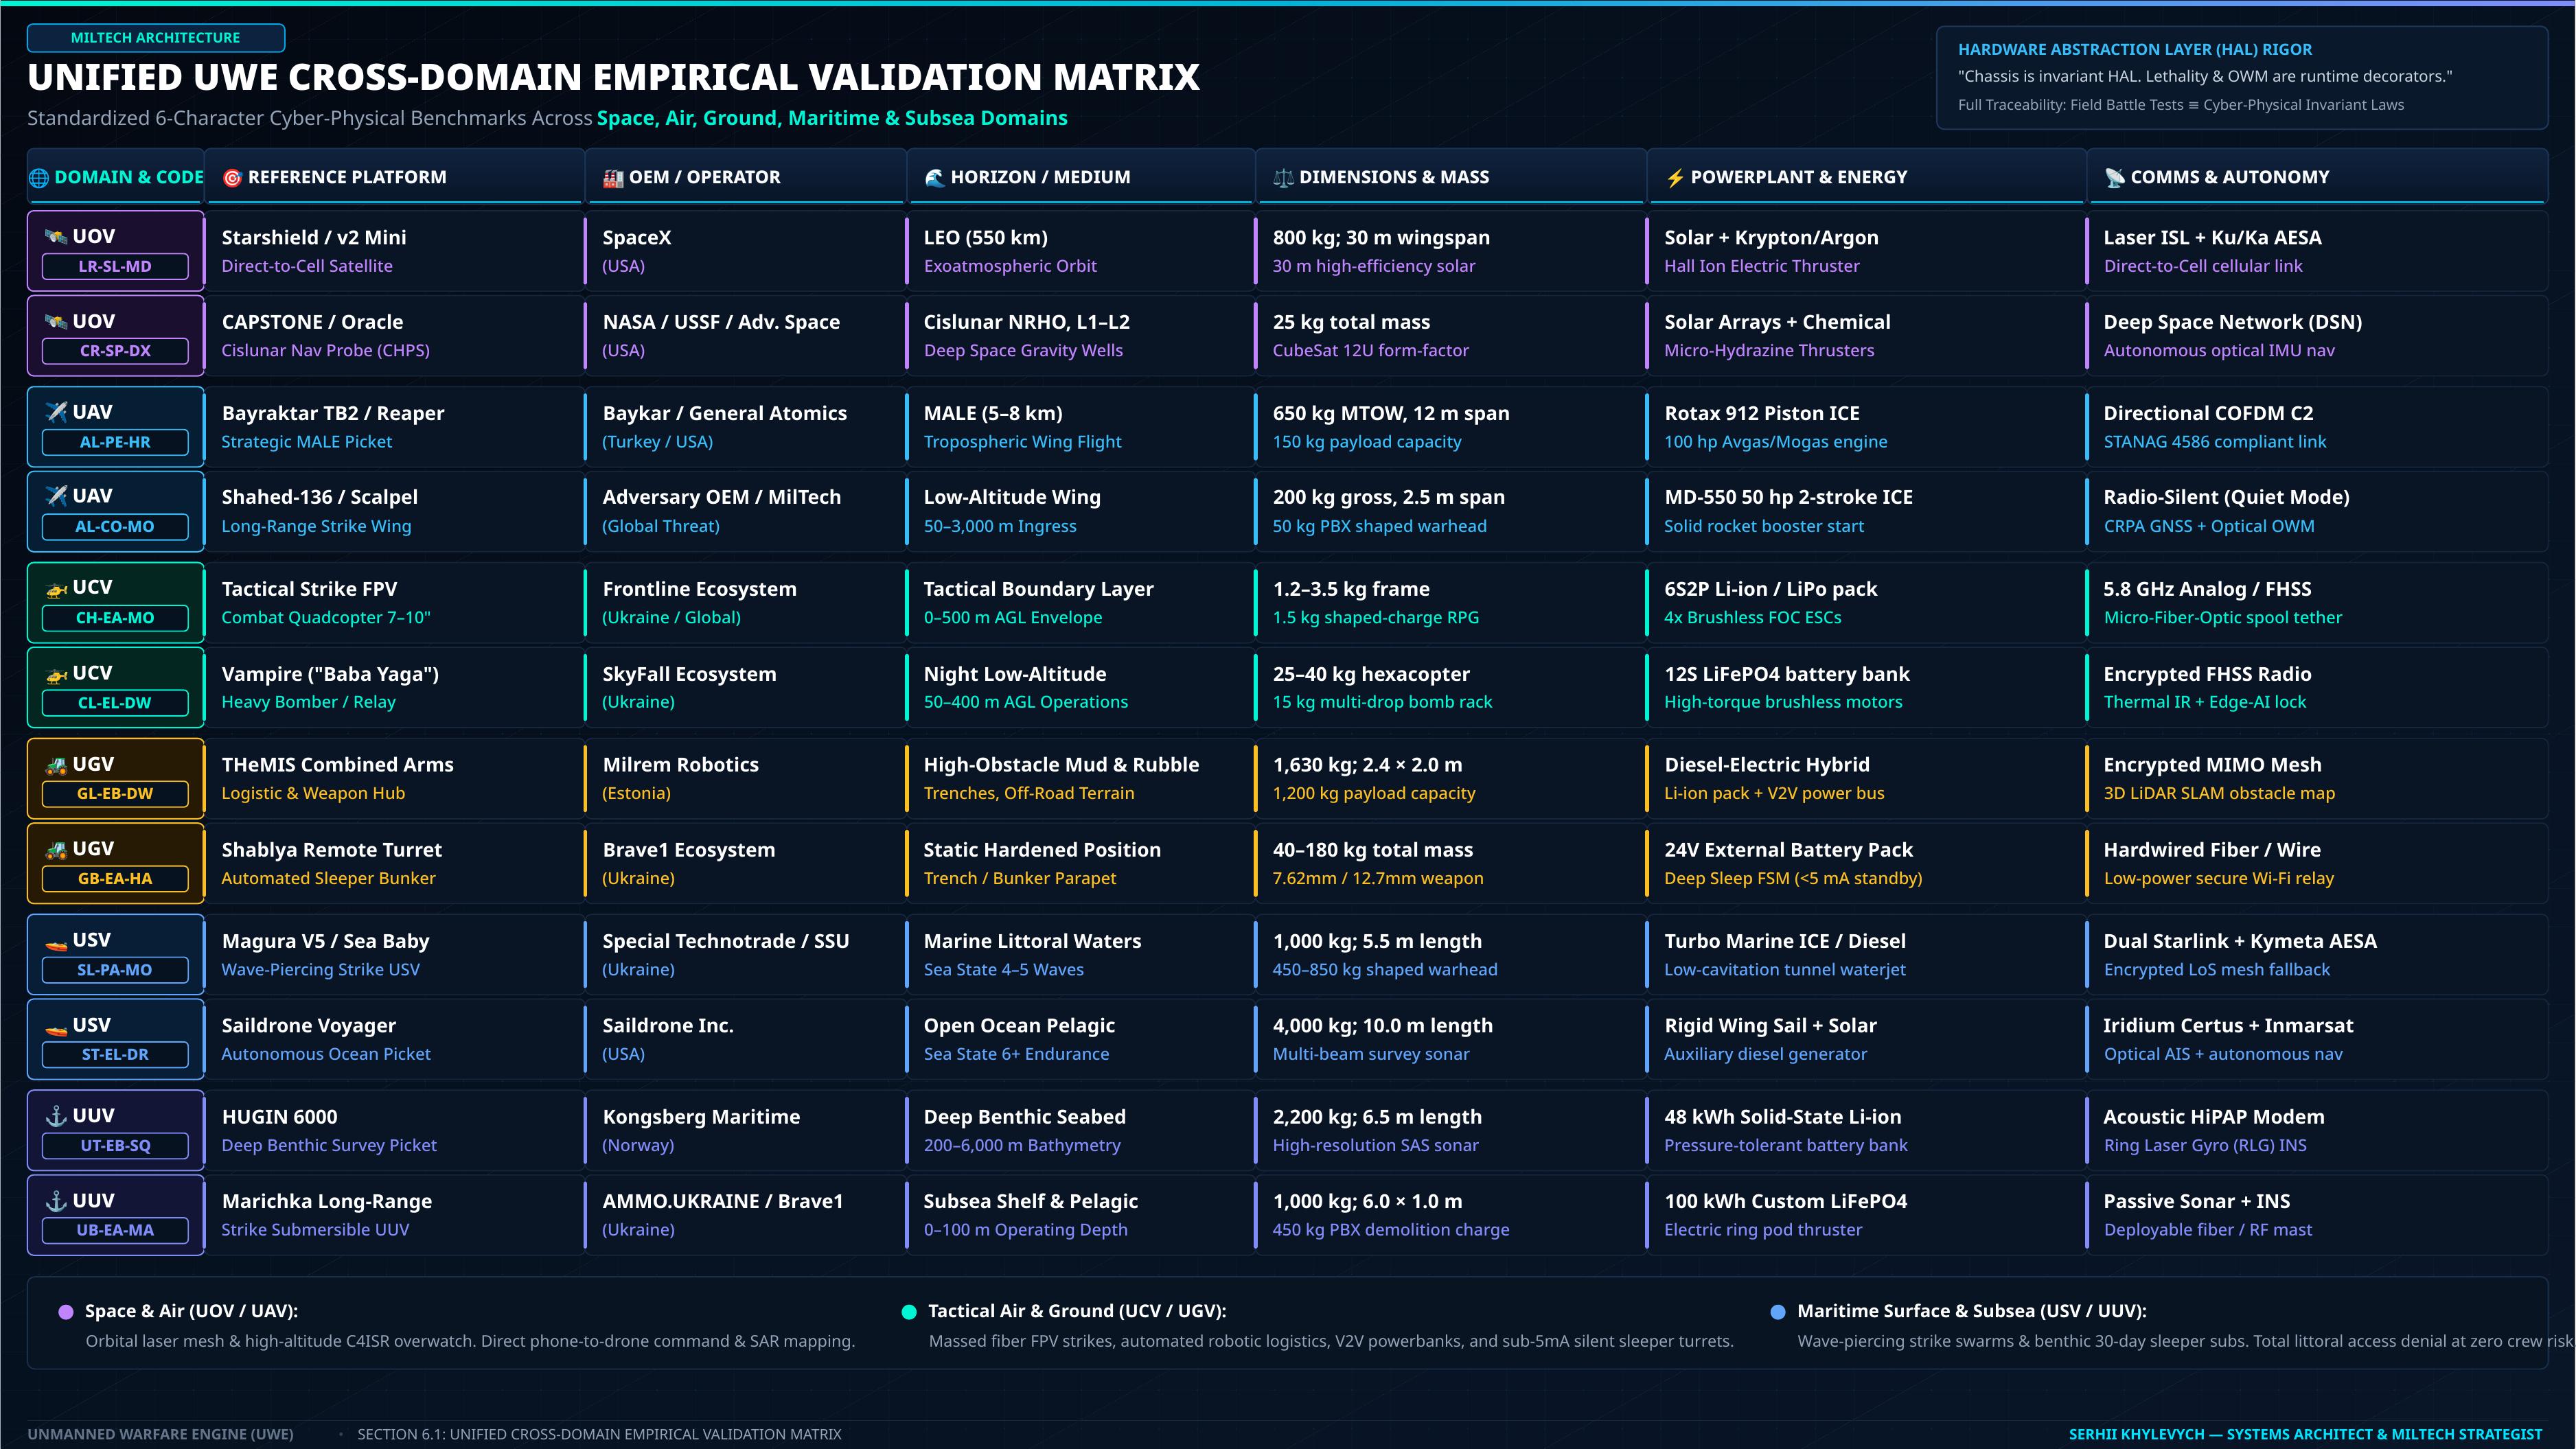 MILTECH ARCHITECTURE
UNIFIED UWE CROSS-DOMAIN EMPIRICAL VALIDATION MATRIX
Standardized 6-Character Cyber-Physical Benchmarks Across Space, Air, Ground, Maritime & Subsea Domains
HARDWARE ABSTRACTION LAYER (HAL) RIGOR
"Chassis is invariant HAL. Lethality & OWM are runtime decorators."
Full Traceability: Field Battle Tests ≡ Cyber-Physical Invariant Laws
🌐 DOMAIN & CODE
🎯 REFERENCE PLATFORM
🏭 OEM / OPERATOR
🌊 HORIZON / MEDIUM
⚖️ DIMENSIONS & MASS
⚡ POWERPLANT & ENERGY
📡 COMMS & AUTONOMY
🛰️ UOV
LR-SL-MD
Starshield / v2 Mini
Direct-to-Cell Satellite
SpaceX
(USA)
LEO (550 km)
Exoatmospheric Orbit
800 kg; 30 m wingspan
30 m high-efficiency solar
Solar + Krypton/Argon
Hall Ion Electric Thruster
Laser ISL + Ku/Ka AESA
Direct-to-Cell cellular link
🛰️ UOV
CR-SP-DX
CAPSTONE / Oracle
Cislunar Nav Probe (CHPS)
NASA / USSF / Adv. Space
(USA)
Cislunar NRHO, L1–L2
Deep Space Gravity Wells
25 kg total mass
CubeSat 12U form-factor
Solar Arrays + Chemical
Micro-Hydrazine Thrusters
Deep Space Network (DSN)
Autonomous optical IMU nav
✈️ UAV
AL-PE-HR
Bayraktar TB2 / Reaper
Strategic MALE Picket
Baykar / General Atomics
(Turkey / USA)
MALE (5–8 km)
Tropospheric Wing Flight
650 kg MTOW, 12 m span
150 kg payload capacity
Rotax 912 Piston ICE
100 hp Avgas/Mogas engine
Directional COFDM C2
STANAG 4586 compliant link
✈️ UAV
AL-CO-MO
Shahed-136 / Scalpel
Long-Range Strike Wing
Adversary OEM / MilTech
(Global Threat)
Low-Altitude Wing
50–3,000 m Ingress
200 kg gross, 2.5 m span
50 kg PBX shaped warhead
MD-550 50 hp 2-stroke ICE
Solid rocket booster start
Radio-Silent (Quiet Mode)
CRPA GNSS + Optical OWM
🚁 UCV
CH-EA-MO
Tactical Strike FPV
Combat Quadcopter 7–10"
Frontline Ecosystem
(Ukraine / Global)
Tactical Boundary Layer
0–500 m AGL Envelope
1.2–3.5 kg frame
1.5 kg shaped-charge RPG
6S2P Li-ion / LiPo pack
4x Brushless FOC ESCs
5.8 GHz Analog / FHSS
Micro-Fiber-Optic spool tether
🚁 UCV
CL-EL-DW
Vampire ("Baba Yaga")
Heavy Bomber / Relay
SkyFall Ecosystem
(Ukraine)
Night Low-Altitude
50–400 m AGL Operations
25–40 kg hexacopter
15 kg multi-drop bomb rack
12S LiFePO4 battery bank
High-torque brushless motors
Encrypted FHSS Radio
Thermal IR + Edge-AI lock
🚜 UGV
GL-EB-DW
THeMIS Combined Arms
Logistic & Weapon Hub
Milrem Robotics
(Estonia)
High-Obstacle Mud & Rubble
Trenches, Off-Road Terrain
1,630 kg; 2.4 × 2.0 m
1,200 kg payload capacity
Diesel-Electric Hybrid
Li-ion pack + V2V power bus
Encrypted MIMO Mesh
3D LiDAR SLAM obstacle map
🚜 UGV
GB-EA-HA
Shablya Remote Turret
Automated Sleeper Bunker
Brave1 Ecosystem
(Ukraine)
Static Hardened Position
Trench / Bunker Parapet
40–180 kg total mass
7.62mm / 12.7mm weapon
24V External Battery Pack
Deep Sleep FSM (<5 mA standby)
Hardwired Fiber / Wire
Low-power secure Wi-Fi relay
🚤 USV
SL-PA-MO
Magura V5 / Sea Baby
Wave-Piercing Strike USV
Special Technotrade / SSU
(Ukraine)
Marine Littoral Waters
Sea State 4–5 Waves
1,000 kg; 5.5 m length
450–850 kg shaped warhead
Turbo Marine ICE / Diesel
Low-cavitation tunnel waterjet
Dual Starlink + Kymeta AESA
Encrypted LoS mesh fallback
🚤 USV
ST-EL-DR
Saildrone Voyager
Autonomous Ocean Picket
Saildrone Inc.
(USA)
Open Ocean Pelagic
Sea State 6+ Endurance
4,000 kg; 10.0 m length
Multi-beam survey sonar
Rigid Wing Sail + Solar
Auxiliary diesel generator
Iridium Certus + Inmarsat
Optical AIS + autonomous nav
⚓ UUV
UT-EB-SQ
HUGIN 6000
Deep Benthic Survey Picket
Kongsberg Maritime
(Norway)
Deep Benthic Seabed
200–6,000 m Bathymetry
2,200 kg; 6.5 m length
High-resolution SAS sonar
48 kWh Solid-State Li-ion
Pressure-tolerant battery bank
Acoustic HiPAP Modem
Ring Laser Gyro (RLG) INS
⚓ UUV
UB-EA-MA
Marichka Long-Range
Strike Submersible UUV
AMMO.UKRAINE / Brave1
(Ukraine)
Subsea Shelf & Pelagic
0–100 m Operating Depth
1,000 kg; 6.0 × 1.0 m
450 kg PBX demolition charge
100 kWh Custom LiFePO4
Electric ring pod thruster
Passive Sonar + INS
Deployable fiber / RF mast
Space & Air (UOV / UAV):
Orbital laser mesh & high-altitude C4ISR overwatch. Direct phone-to-drone command & SAR mapping.
Tactical Air & Ground (UCV / UGV):
Massed fiber FPV strikes, automated robotic logistics, V2V powerbanks, and sub-5mA silent sleeper turrets.
Maritime Surface & Subsea (USV / UUV):
Wave-piercing strike swarms & benthic 30-day sleeper subs. Total littoral access denial at zero crew risk
UNMANNED WARFARE ENGINE (UWE) • SECTION 6.1: UNIFIED CROSS-DOMAIN EMPIRICAL VALIDATION MATRIX
SERHII KHYLEVYCH — SYSTEMS ARCHITECT & MILTECH STRATEGIST